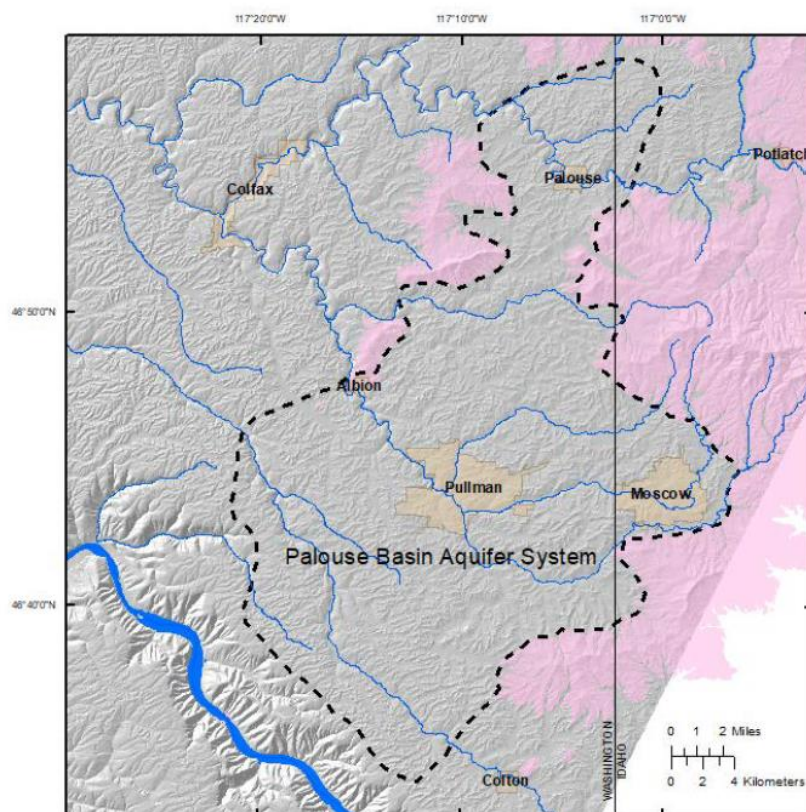 117°20'0"W 117°10'0"W 117°0'0"W
Potlatch
Palouse
Colfax
46°50'0"N
Albion
Pullman
Moscow
Palouse Basin Aquifer System
46°40'0"N
WASHINGTON
IDAHO
0 1 2 Miles
0 2 4 Kilometers
Colton